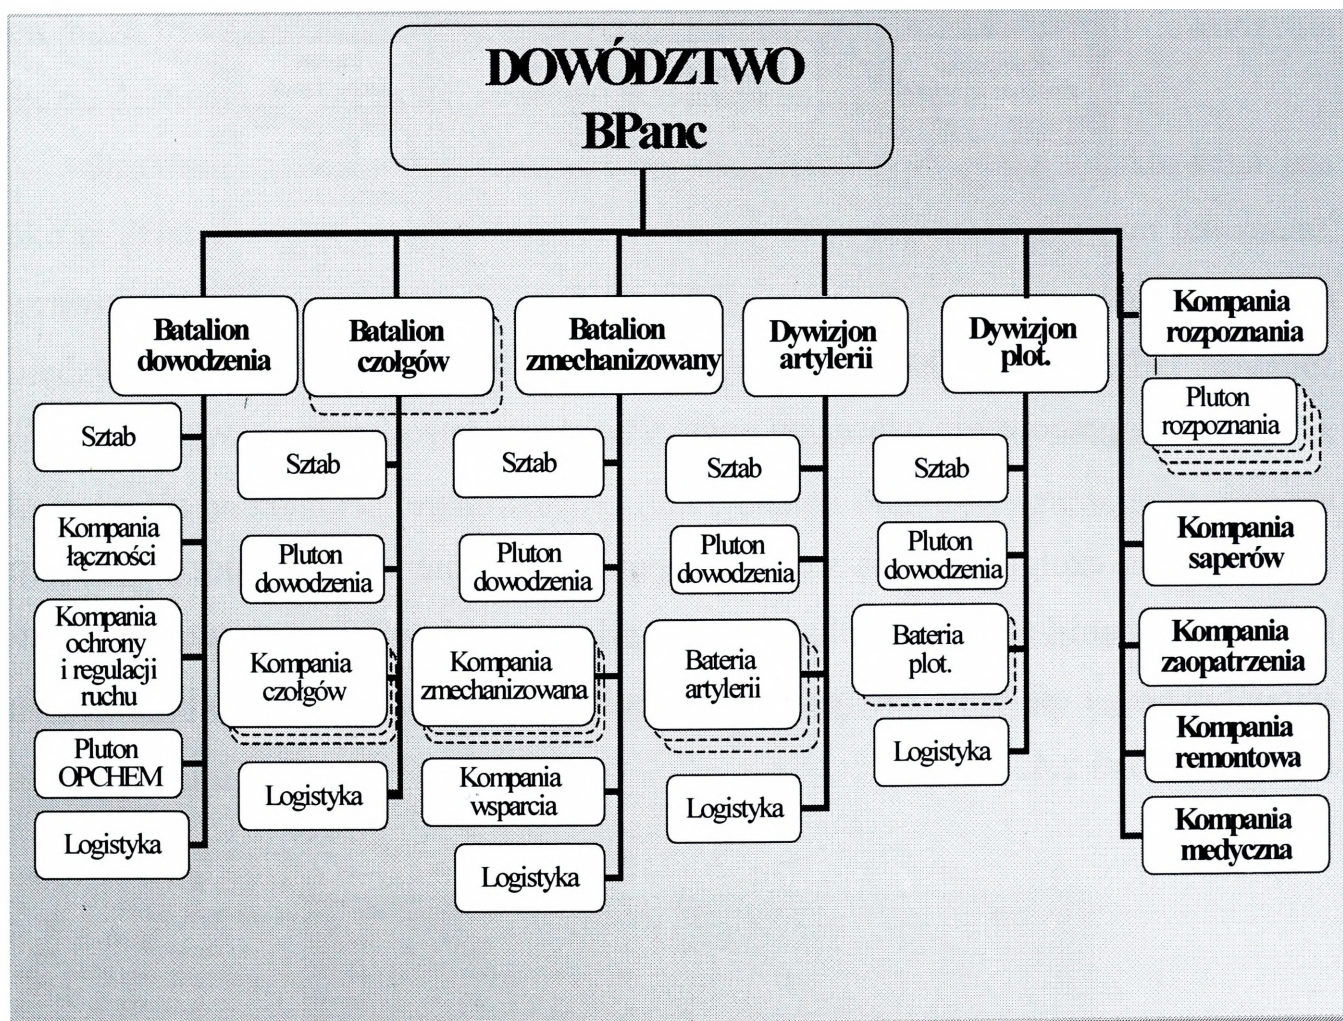 DOWÓDZTWO
BPanc
Batalion
dowodzenia
Sztab
Kompania
łączności
Kompania
ochrony
i regulacji
ruchu
Pluton
OPCHEM
Logistyka
Batalion
czołgów
Sztab
Pluton
dowodzenia
Kompania
czołgów
Logistyka
Batalion
zmechanizowany
Sztab
Pluton
dowodzenia
Kompania
zmechanizowana
Kompania
wsparcia
Logistyka
Dywizjon
artylerii
Sztab
Pluton
dowodzenia
Bateria
artylerii
Logistyka
Dywizjon
plot.
Sztab
Pluton
dowodzenia
Bateria
plot.
Logistyka
Kompania
rozpoznania
Pluton
rozpoznania
Kompania
saperów
Kompania
zaopatrzenia
Kompania
remontowa
Kompania
medyczna